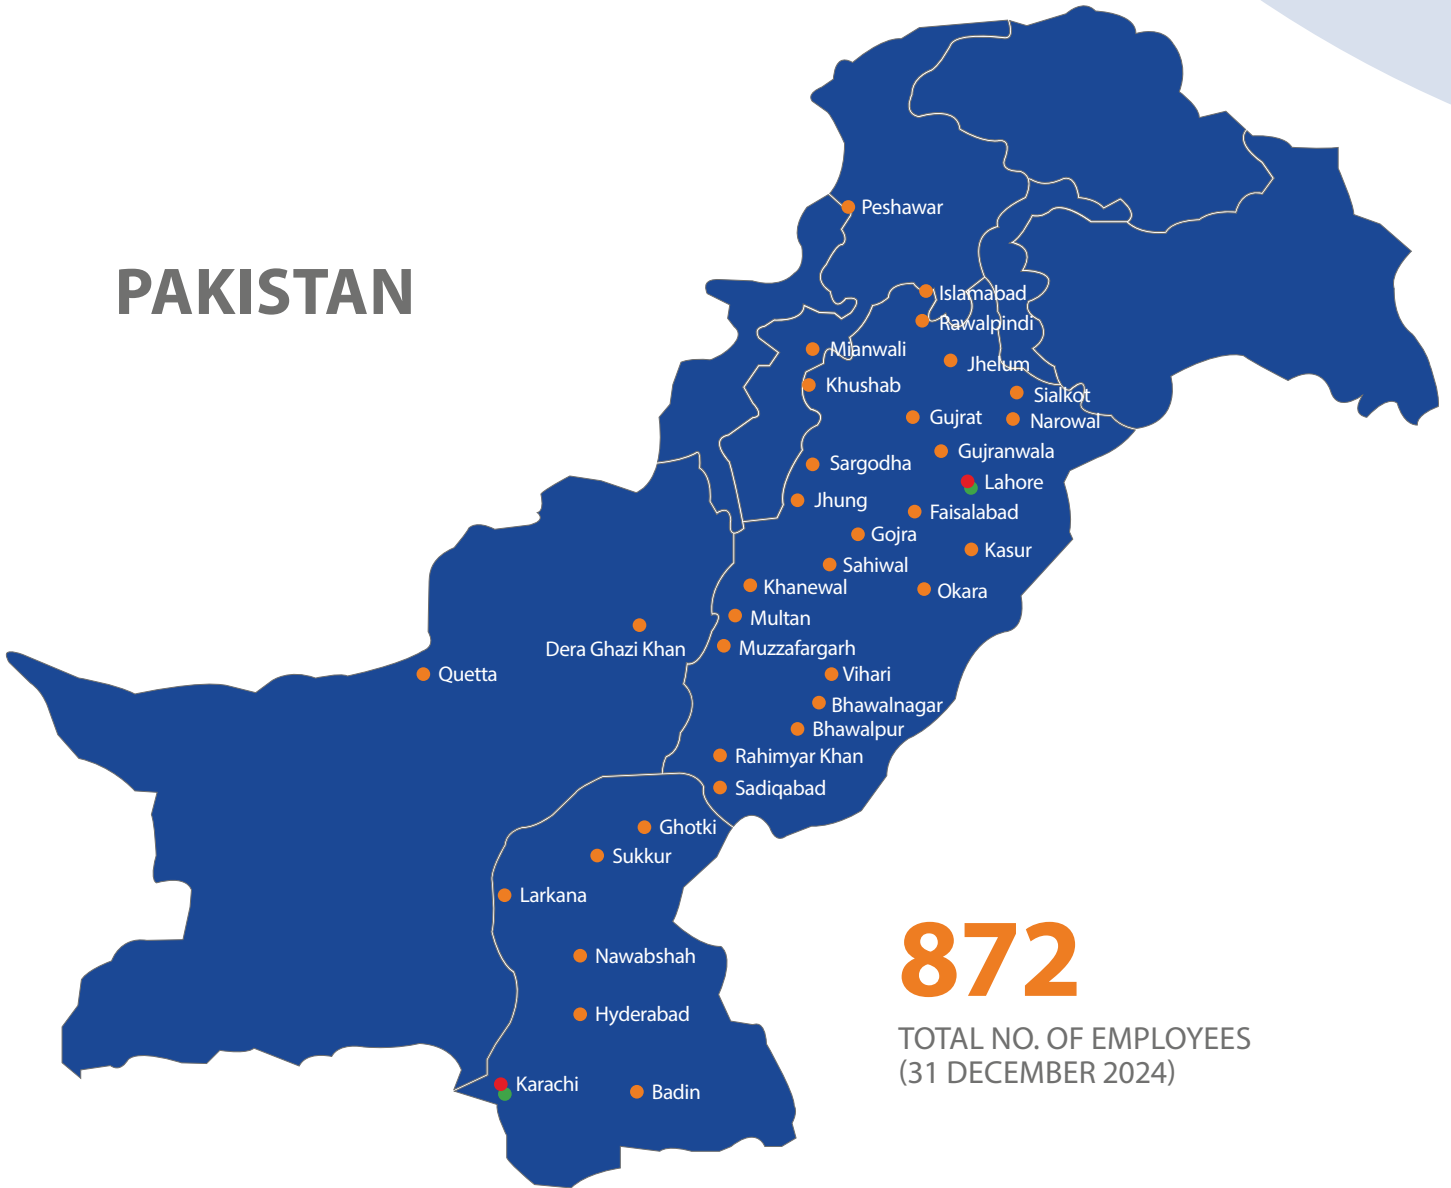 PAKISTAN
Peshawar
Islamabad
Rawalpindi
Mianwali
Jhelum
Khushab
Sialkot
Gujrat
Narowal
Gujranwala
Sargodha
Lahore
Jhung
Faisalabad
Gojra
Kasur
Sahiwal
Khanewal
Okara
Multan
Dera Ghazi Khan
Muzzafargarh
Quetta
Vihari
Bhawalnagar
Bhawalpur
Rahimyar Khan
Sadiqabad
Ghotki
Sukkur
Larkana
Nawabshah
Hyderabad
Karachi
Badin
872
TOTAL NO. OF EMPLOYEES
(31 DECEMBER 2024)